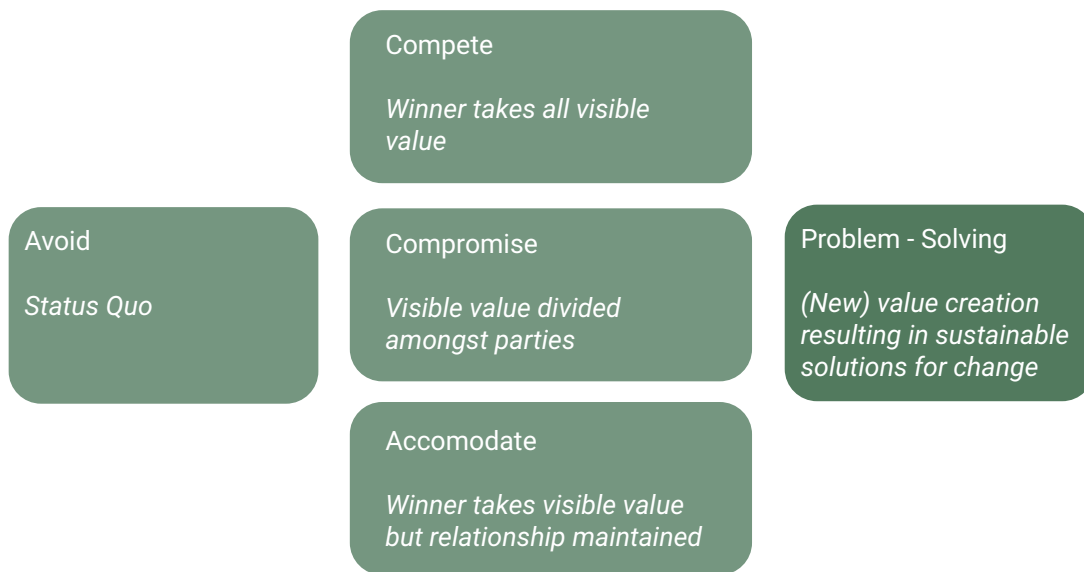 Compete
Winner takes all visible
value
Avoid
Status Quo
Compromise
Visible value divided
amongst parties
Problem - Solving
(New) value creation
resulting in sustainable
solutions for change
Accomodate
Winner takes visible value
but relationship maintained